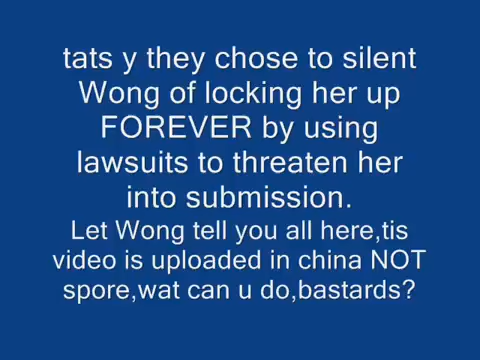 tats y they chose to silent
Wong of locking her up
FOREVER by using
lawsuits to threaten her
into submission.
Let Wong tell you all here,tis
video is uploaded in china NOT
spore,wat can u do,bastards?